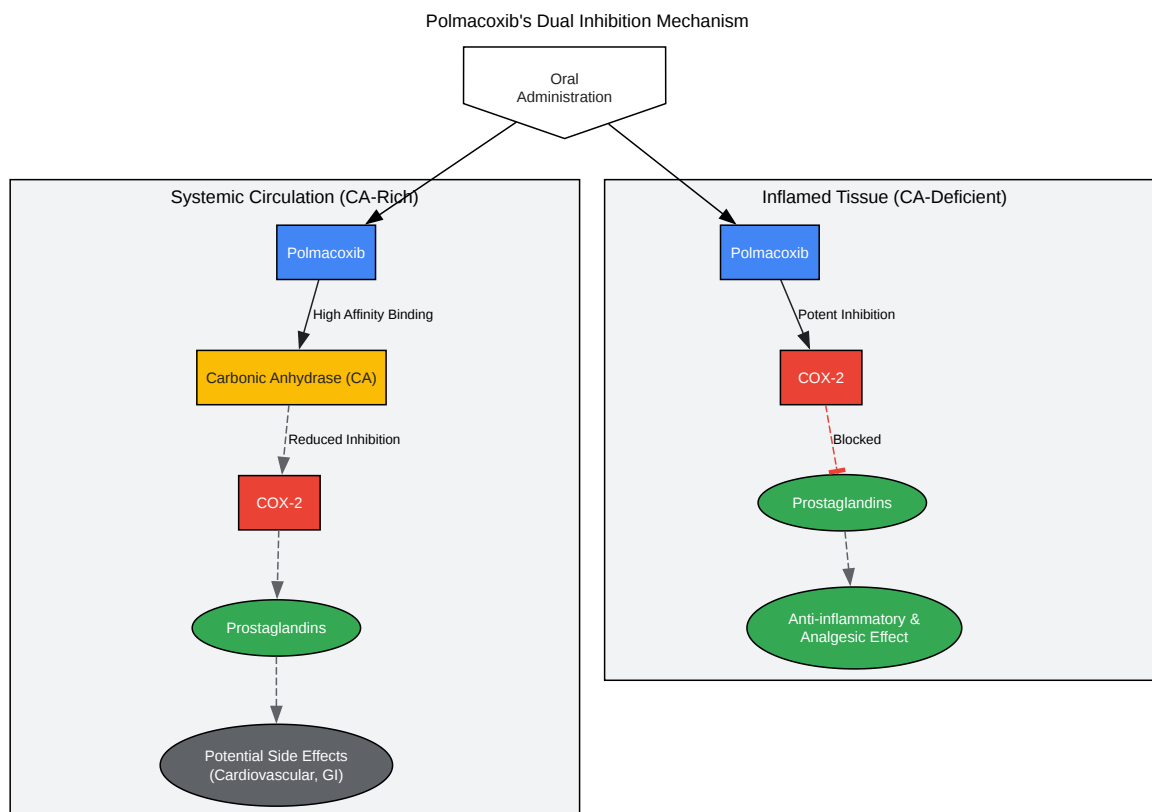 Polmacoxib's Dual Inhibition Mechanism
Oral
Administration
Systemic Circulation (CA-Rich)
Polmacoxib
High Affinity Binding
Carbonic Anhydrase (CA)
Reduced Inhibition
COX-2
Prostaglandins
Potential Side Effects
(Cardiovascular, GI)
Inflamed Tissue (CA-Deficient)
Polmacoxib
Potent Inhibition
COX-2
Blocked
Prostaglandins
Anti-inflammatory &
Analgesic Effect